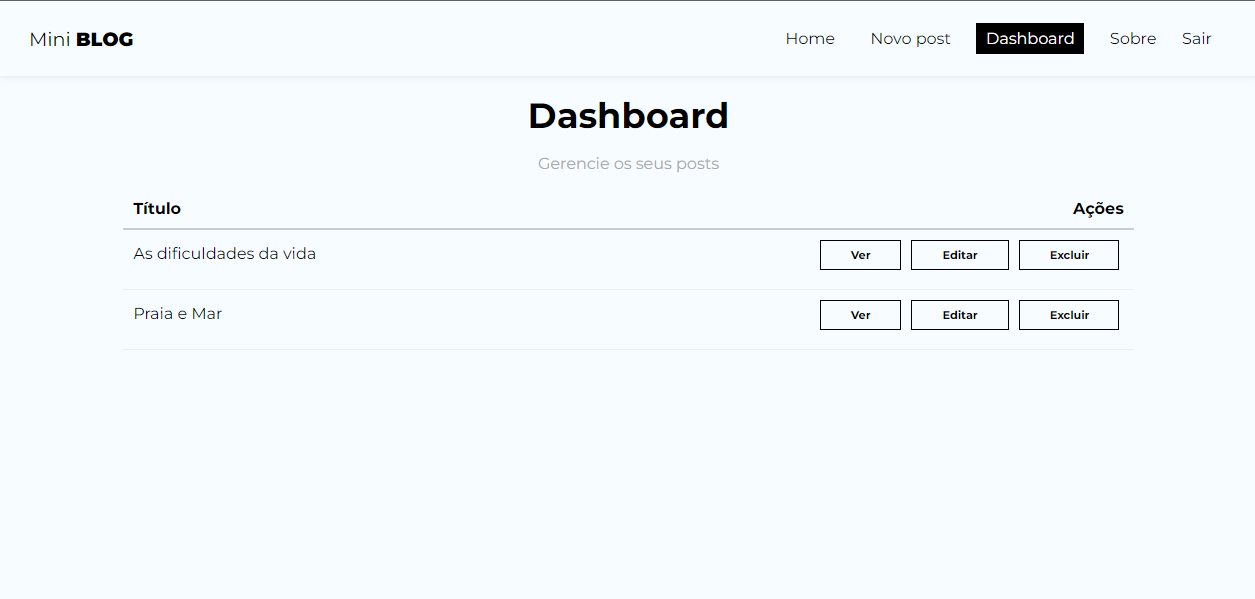 Mini BLOG Home Novo post Dashboard Sobre Sair
Dashboard
Gerencie os seus posts
Título Ações
As dificuldades da vida Ver Editar Excluir
Praia e Mar Ver Editar Excluir